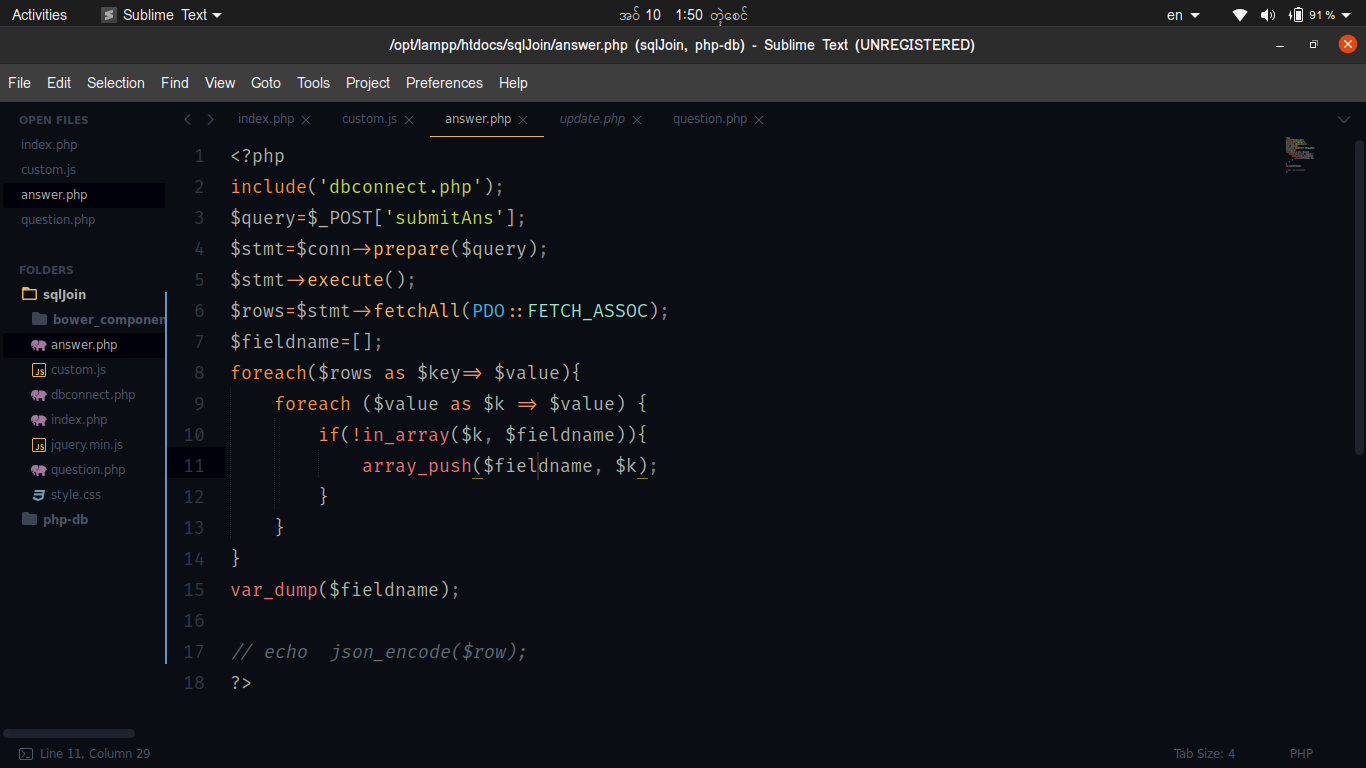 Activities Sublime Text အပ် 10 1:50 တွဲစေင် en 91 %
/opt/lampp/htdocs/sqlJoin/answer.php (sqlJoin, php-db) - Sublime Text (UNREGISTERED)
File Edit Selection Find View Goto Tools Project Preferences Help
OPEN FILES
index.php
custom.js
answer.php
question.php
FOLDERS
sqlJoin
bower_componen
answer.php
custom.js
dbconnect.php
index.php
jquery.min.js
question.php
style.css
php-db
index.php custom.js answer.php update.php question.php
1 <?php
2 include('dbconnect.php');
3 $query=$_POST['submitAns'];
4 $stmt=$conn->prepare($query);
5 $stmt->execute();
6 $rows=$stmt->fetchAll(PDO::FETCH_ASSOC);
7 $fieldname=[];
8 foreach($rows as $key=> $value){
9 foreach ($value as $k => $value) {
10 if(!in_array($k, $fieldname)){
11 array_push($fieldname, $k);
12 }
13 }
14 }
15 var_dump($fieldname);
16
17 // echo  json_encode($row);
18 ?>
Line 11, Column 29 Tab Size: 4 PHP